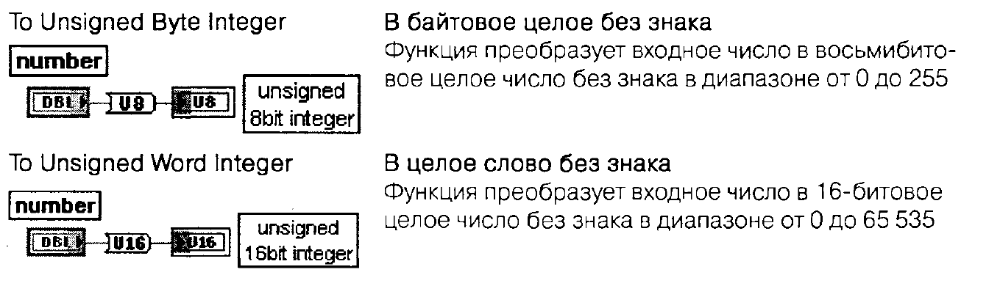 To Unsigned Byte Integer
В байтовое целое без знака
Функция преобразует входное число в восьмибито-
вое целое число без знака в диапазоне от 0 до 255
number
DBL U8 U8
unsigned
8bit integer
To Unsigned Word Integer
В целое слово без знака
Функция преобразует входное число в 16-битовое
целое число без знака в диапазоне от 0 до 65 535
number
DBL U16 U16
unsigned
16bit integer